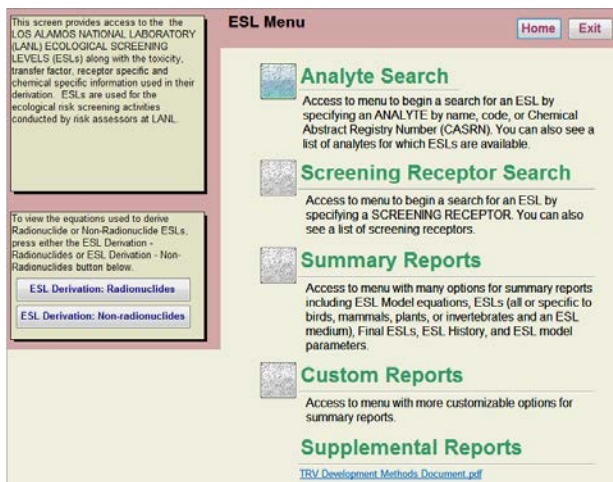 This screen provides access to the the
LOS ALAMOS NATIONAL LABORATORY
(LANL) ECOLOGICAL SCREENING
LEVELS (ESLs) along with the toxicity,
transfer factor, receptor specific and
chemical specific information used in their
derivation. ESLs are used for the
ecological risk screening activities
conducted by risk assessors at LANL.
To view the equations used to derive
Radionuclide or Non-Radionuclide ESLs,
press either the ESL Derivation -
Radionuclides or ESL Derivation - Non-
Radionuclides button below.
ESL Derivation: Radionuclides
ESL Derivation: Non-radionuclides
ESL Menu
Home
Exit
Analyte Search
Access to menu to begin a search for an ESL by
specifying an ANALYTE by name, code, or Chemical
Abstract Registry Number (CASRN). You can also see a
list of analytes for which ESLs are available.
Screening Receptor Search
Access to menu to begin a search for an ESL by
specifying a SCREENING RECEPTOR. You can also
see a list of screening receptors.
Summary Reports
Access to menu with many options for summary reports
including ESL Model equations, ESLs (all or specific to
birds, mammals, plants, or invertebrates and an ESL
medium), Final ESLs, ESL History, and ESL model
parameters.
Custom Reports
Access to menu with more customizable options for
summary reports.
Supplemental Reports
TRV Development Methods Document.pdf